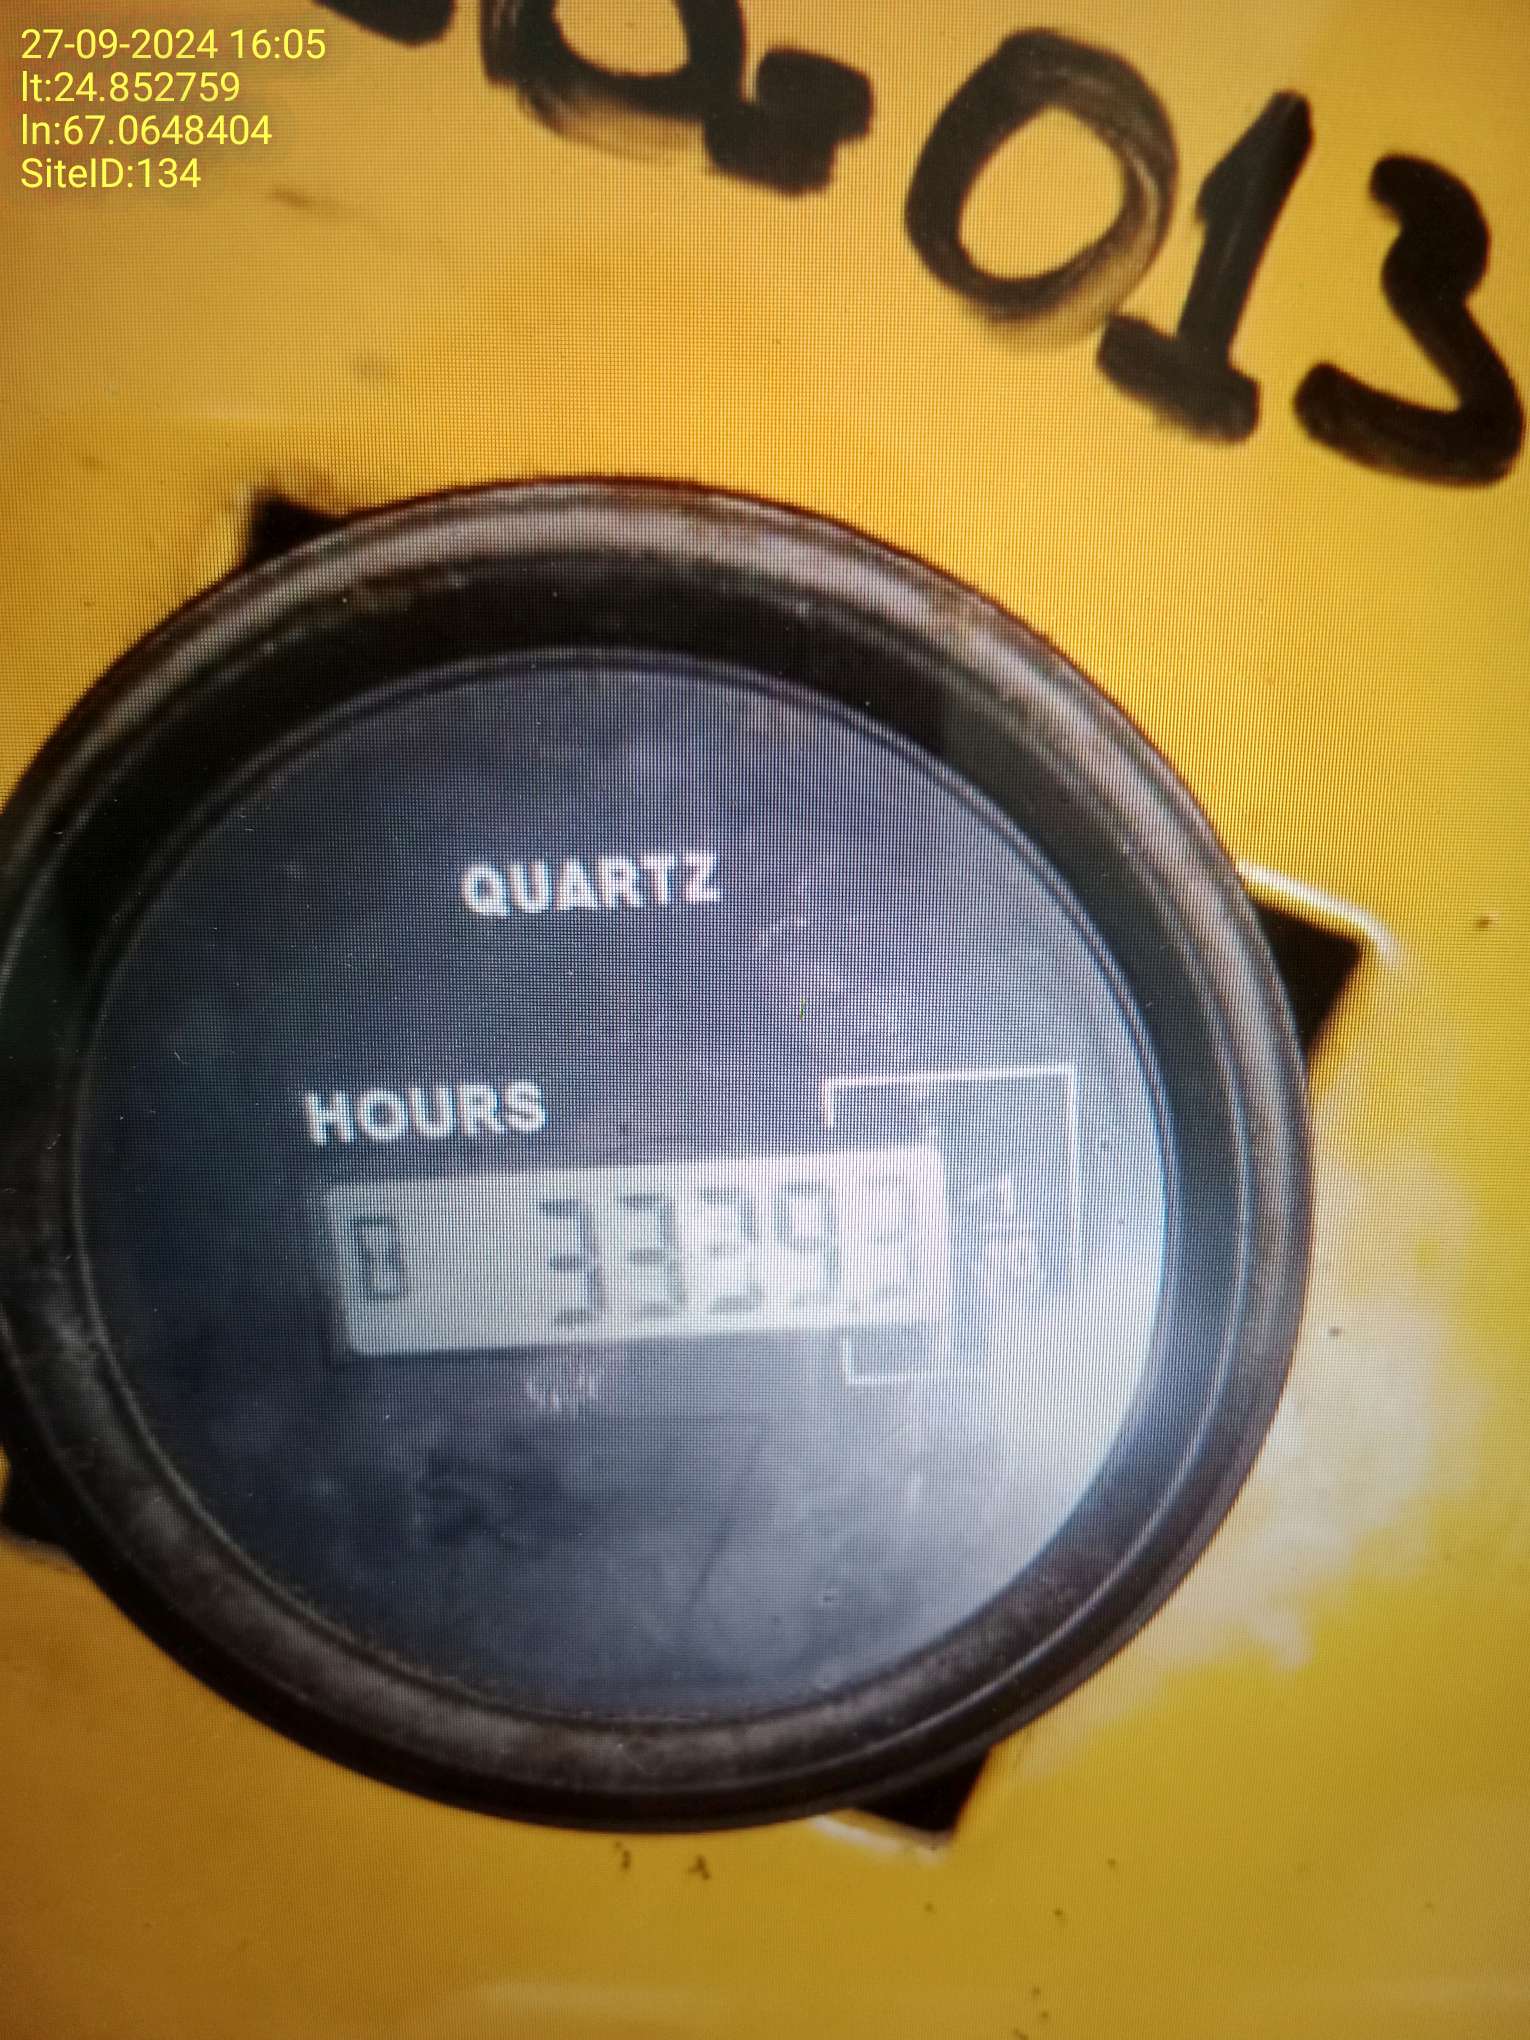 27-09-2024 16:05
lt:24.852759
ln:67.0648404
SiteID:134
013
QUARTZ
HOURS